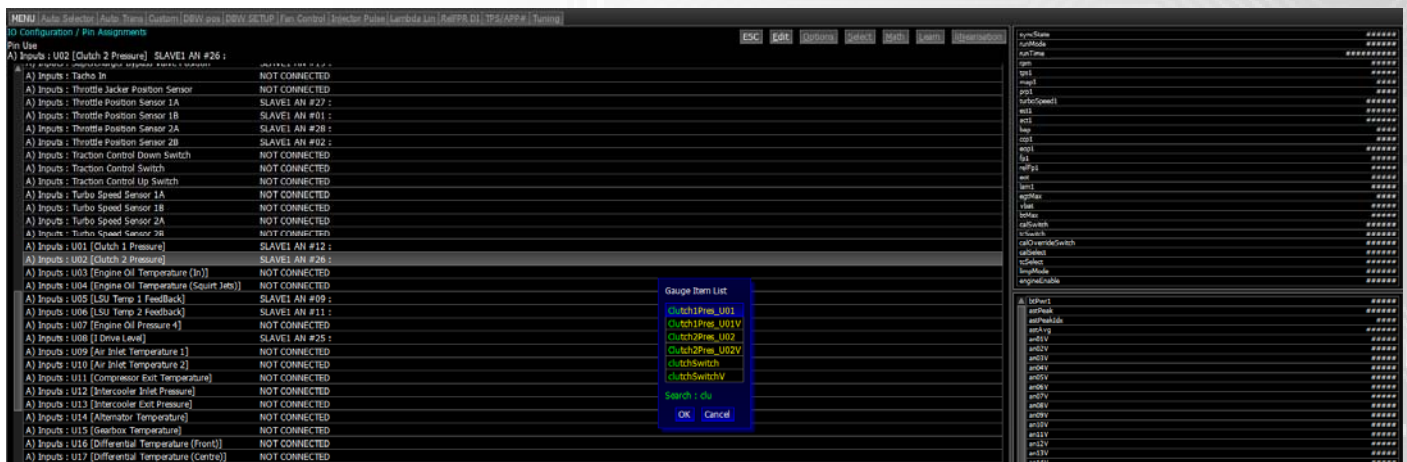 MENU Auto Selector Auto Trans Custom DBW pos DBW SETUP Fan Control Injector Pulse Lambda Lin RelFPR DI TPS/APP# Tuning
IO Configuration / Pin Assignments
ESC Edit Options Select Math Learn
Pin Use
A) Inputs : U02 [Clutch 2 Pressure] SLAVE1 AN #26 :
A) Inputs : Tacho In NOT CONNECTED
A) Inputs : Throttle Jacker Position Sensor NOT CONNECTED
A) Inputs : Throttle Position Sensor 1A SLAVE1 AN #27 :
A) Inputs : Throttle Position Sensor 1B SLAVE1 AN #01 :
A) Inputs : Throttle Position Sensor 2A SLAVE1 AN #28 :
A) Inputs : Throttle Position Sensor 2B SLAVE1 AN #02 :
A) Inputs : Traction Control Down Switch NOT CONNECTED
A) Inputs : Traction Control Switch NOT CONNECTED
A) Inputs : Traction Control Up Switch NOT CONNECTED
A) Inputs : Turbo Speed Sensor 1A NOT CONNECTED
A) Inputs : Turbo Speed Sensor 1B NOT CONNECTED
A) Inputs : Turbo Speed Sensor 2A NOT CONNECTED
A) Inputs : Turbo Speed Sensor 2B NOT CONNECTED
A) Inputs : U01 [Clutch 1 Pressure] SLAVE1 AN #12 :
A) Inputs : U02 [Clutch 2 Pressure] SLAVE1 AN #26 :
A) Inputs : U03 [Engine Oil Temperature (In)] NOT CONNECTED
A) Inputs : U04 [Engine Oil Temperature (Squirt Jets)] NOT CONNECTED
A) Inputs : U05 [LSU Temp 1 FeedBack] SLAVE1 AN #09 :
A) Inputs : U06 [LSU Temp 2 Feedback] SLAVE1 AN #11 :
A) Inputs : U07 [Engine Oil Pressure 4] NOT CONNECTED
A) Inputs : U08 [I Drive Level] SLAVE1 AN #25 :
A) Inputs : U09 [Air Inlet Temperature 1] NOT CONNECTED
A) Inputs : U10 [Air Inlet Temperature 2] NOT CONNECTED
A) Inputs : U11 [Compressor Exit Temperature] NOT CONNECTED
A) Inputs : U12 [Intercooler Inlet Pressure] NOT CONNECTED
A) Inputs : U13 [Intercooler Exit Pressure] NOT CONNECTED
A) Inputs : U14 [Alternator Temperature] NOT CONNECTED
A) Inputs : U15 [Gearbox Temperature] NOT CONNECTED
A) Inputs : U16 [Differential Temperature (Front)] NOT CONNECTED
A) Inputs : U17 [Differential Temperature (Centre)] NOT CONNECTED
Gauge Item List
Clutch1Pres_U01
Clutch1Pres_U01V
Clutch2Pres_U02
Clutch2Pres_U02V
clutchSwitch
clutchSwitchV
Search : clu
OK Cancel
syncState ######
runMode ######
runTime ##########
rpm #####
tps1 #####
map1 ####
turboSpeed1 ######
ect1 ######
act1 ######
bap ####
ccp1 ####
eop1 ######
fp1 #####
relFp1 #####
eot #####
lam1 #####
egtMax #####
vbat #####
calSwitch ######
tcSwitch ######
calOverrideSwitch ######
calSelect ######
tcSelect ######
limpMode ######
engineEnable ######
astPeak ######
astPeakIdx ####
astAvg ######
an01V #####
an02V #####
an03V #####
an04V #####
an05V #####
an06V #####
an07V #####
an08V #####
an09V #####
an10V #####
an11V #####
an12V #####
an13V #####